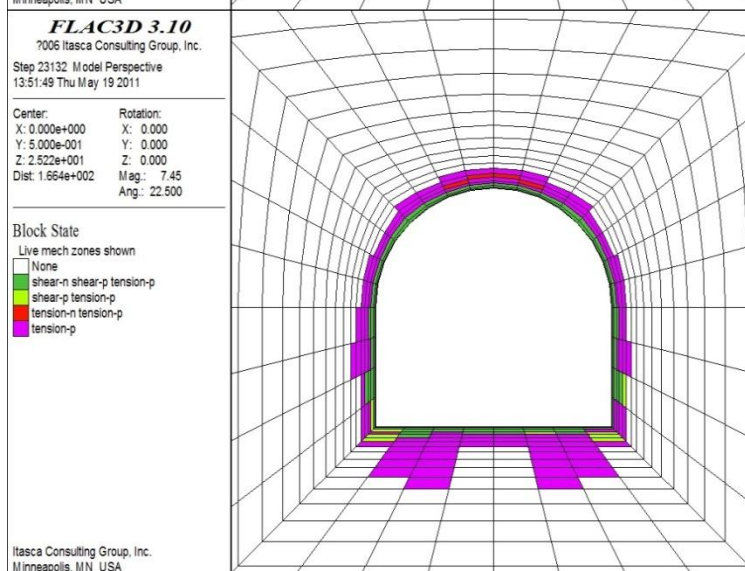 Minneapolis, MN USA
FLAC3D 3.10
?006 Itasca Consulting Group, Inc.
Step 23132 Model Perspective
13:51:49 Thu May 19 2011
Center: Rotation:
X: 0.000e+000 X: 0.000
Y: 5.000e-001 Y: 0.000
Z: 2.522e+001 Z: 0.000
Dist: 1.664e+002 Mag.: 7.45
Ang.: 22.500
Block State
Live mech zones shown
None
shear-n shear-p tension-p
shear-p tension-p
tension-n tension-p
tension-p
Itasca Consulting Group, Inc.
Minneapolis, MN USA